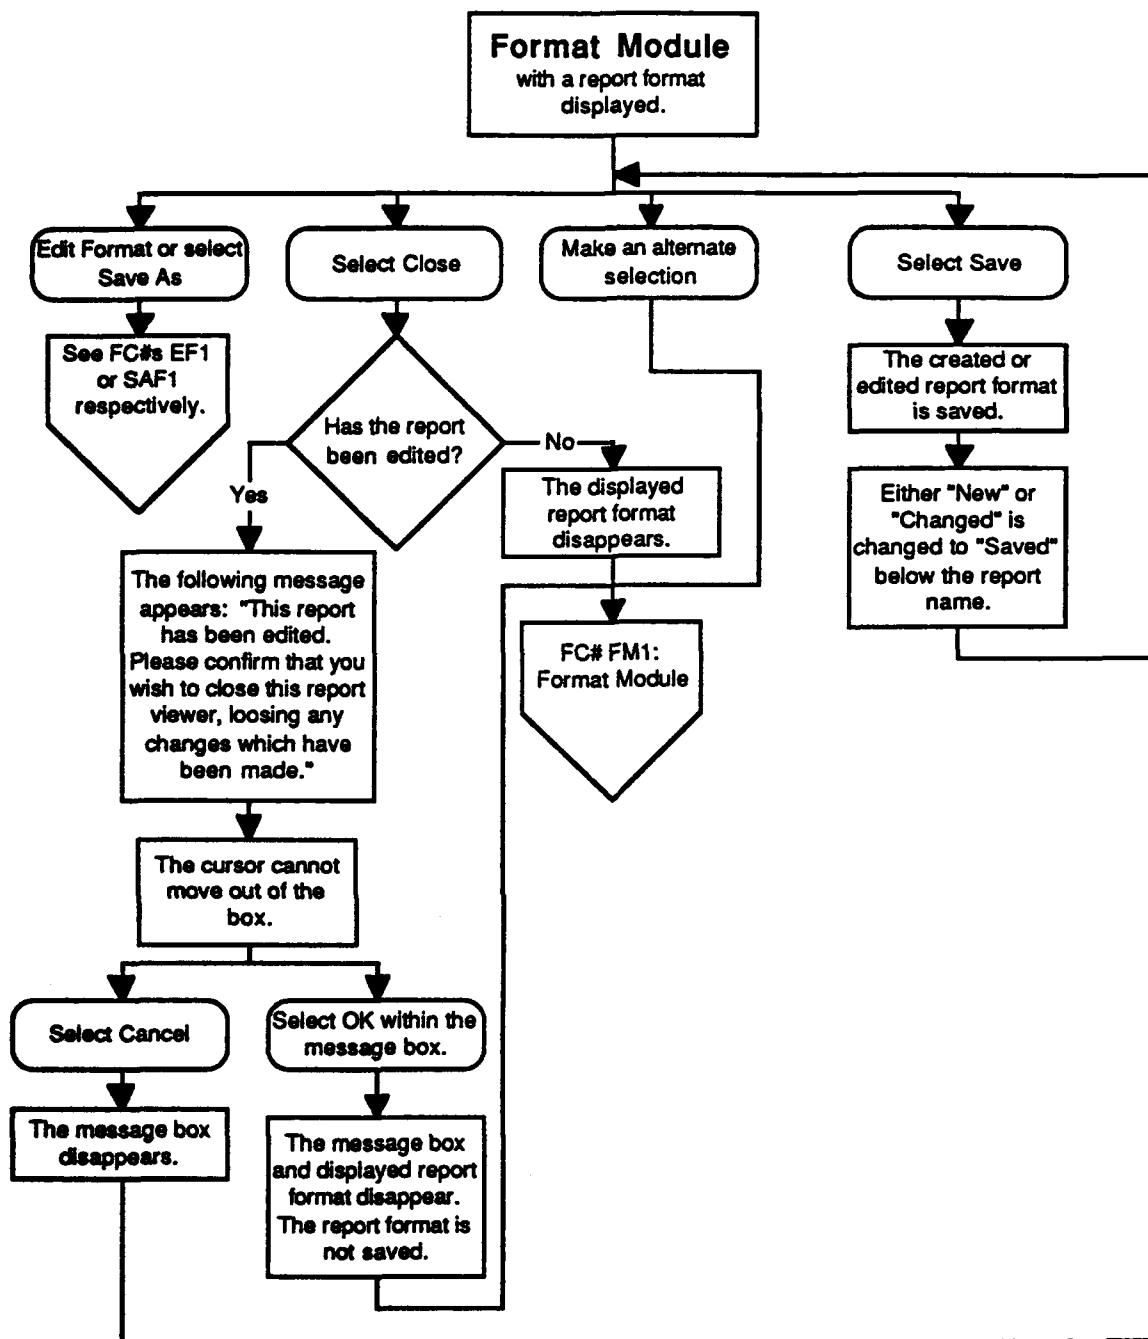 Format Module
with a report format
displayed.
Edit Format or select
Save As
Select Close
Make an alternate
selection
Select Save
See FC#s EF1
or SAF1
respectively.
Has the report
been edited?
Yes
No
The displayed
report format
disappears.
The created or
edited report format
is saved.
Either "New" or
"Changed" is
changed to "Saved"
below the report
name.
The following message
appears: "This report
has been edited.
Please confirm that you
wish to close this report
viewer, loosing any
changes which have
been made."
FC# FM1:
Format Module
The cursor cannot
move out of the
box.
Select Cancel
Select OK within the
message box.
The message box
disappears.
The message box
and displayed report
format disappear.
The report format is
not saved.